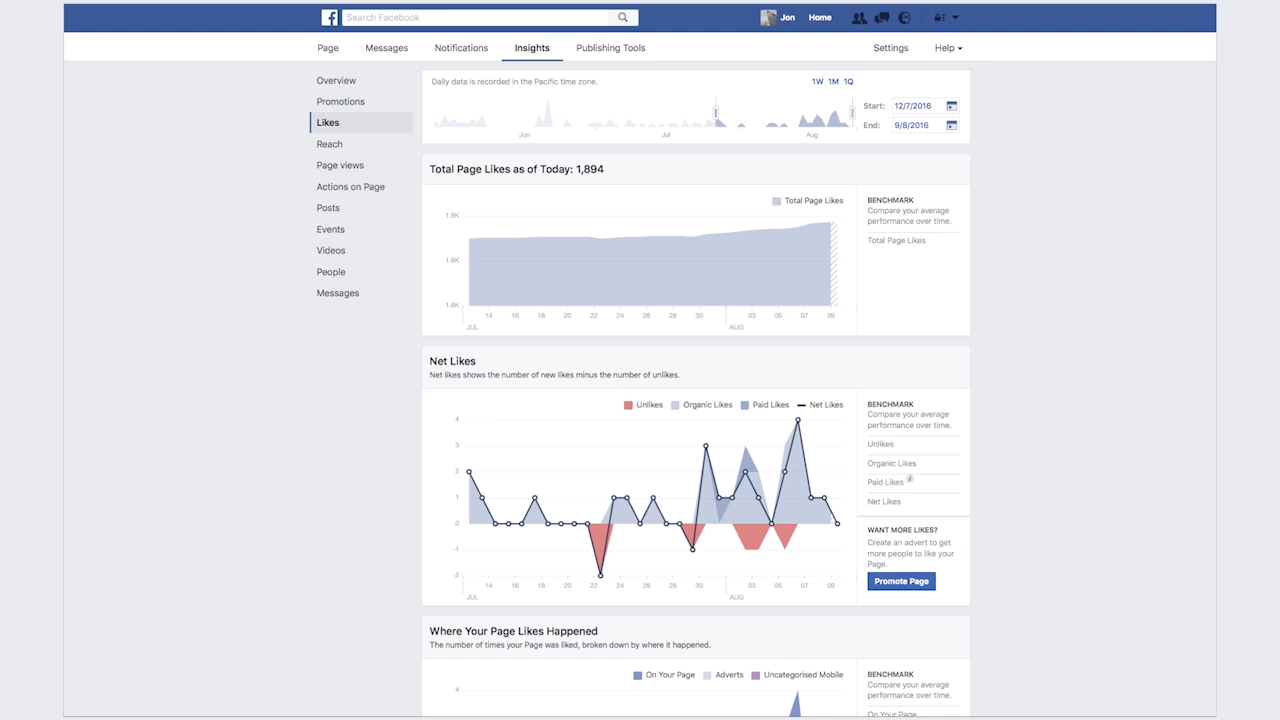 Search Facebook
Jon Home
Page Messages Notifications Insights Publishing Tools Settings Help
Overview
Promotions
Likes
Reach
Page views
Actions on Page
Posts
Events
Videos
People
Messages
Daily data is recorded in the Pacific time zone. 1W 1M 1Q
Start: 12/7/2016
End: 9/8/2016
Jun Jul Aug
Total Page Likes as of Today: 1,894
Total Page Likes
1.9K
1.9K
1.8K
14 16 18 20 22 24 26 28 30 03 05 07 09
JUL AUG
BENCHMARK
Compare your average
performance over time.
Total Page Likes
Net Likes
Net likes shows the number of new likes minus the number of unlikes.
Unlikes Organic Likes Paid Likes Net Likes
4
3
2
1
0
-1
-2
14 16 18 20 22 24 26 28 30 03 05 07 09
JUL AUG
BENCHMARK
Compare your average
performance over time.
Unlikes
Organic Likes
Paid Likes i
Net Likes
WANT MORE LIKES?
Create an advert to get
more people to like your
Page.
Promote Page
Where Your Page Likes Happened
The number of times your Page was liked, broken down by where it happened.
On Your Page Adverts Uncategorised Mobile
4
BENCHMARK
Compare your average
performance over time.
On Your Page